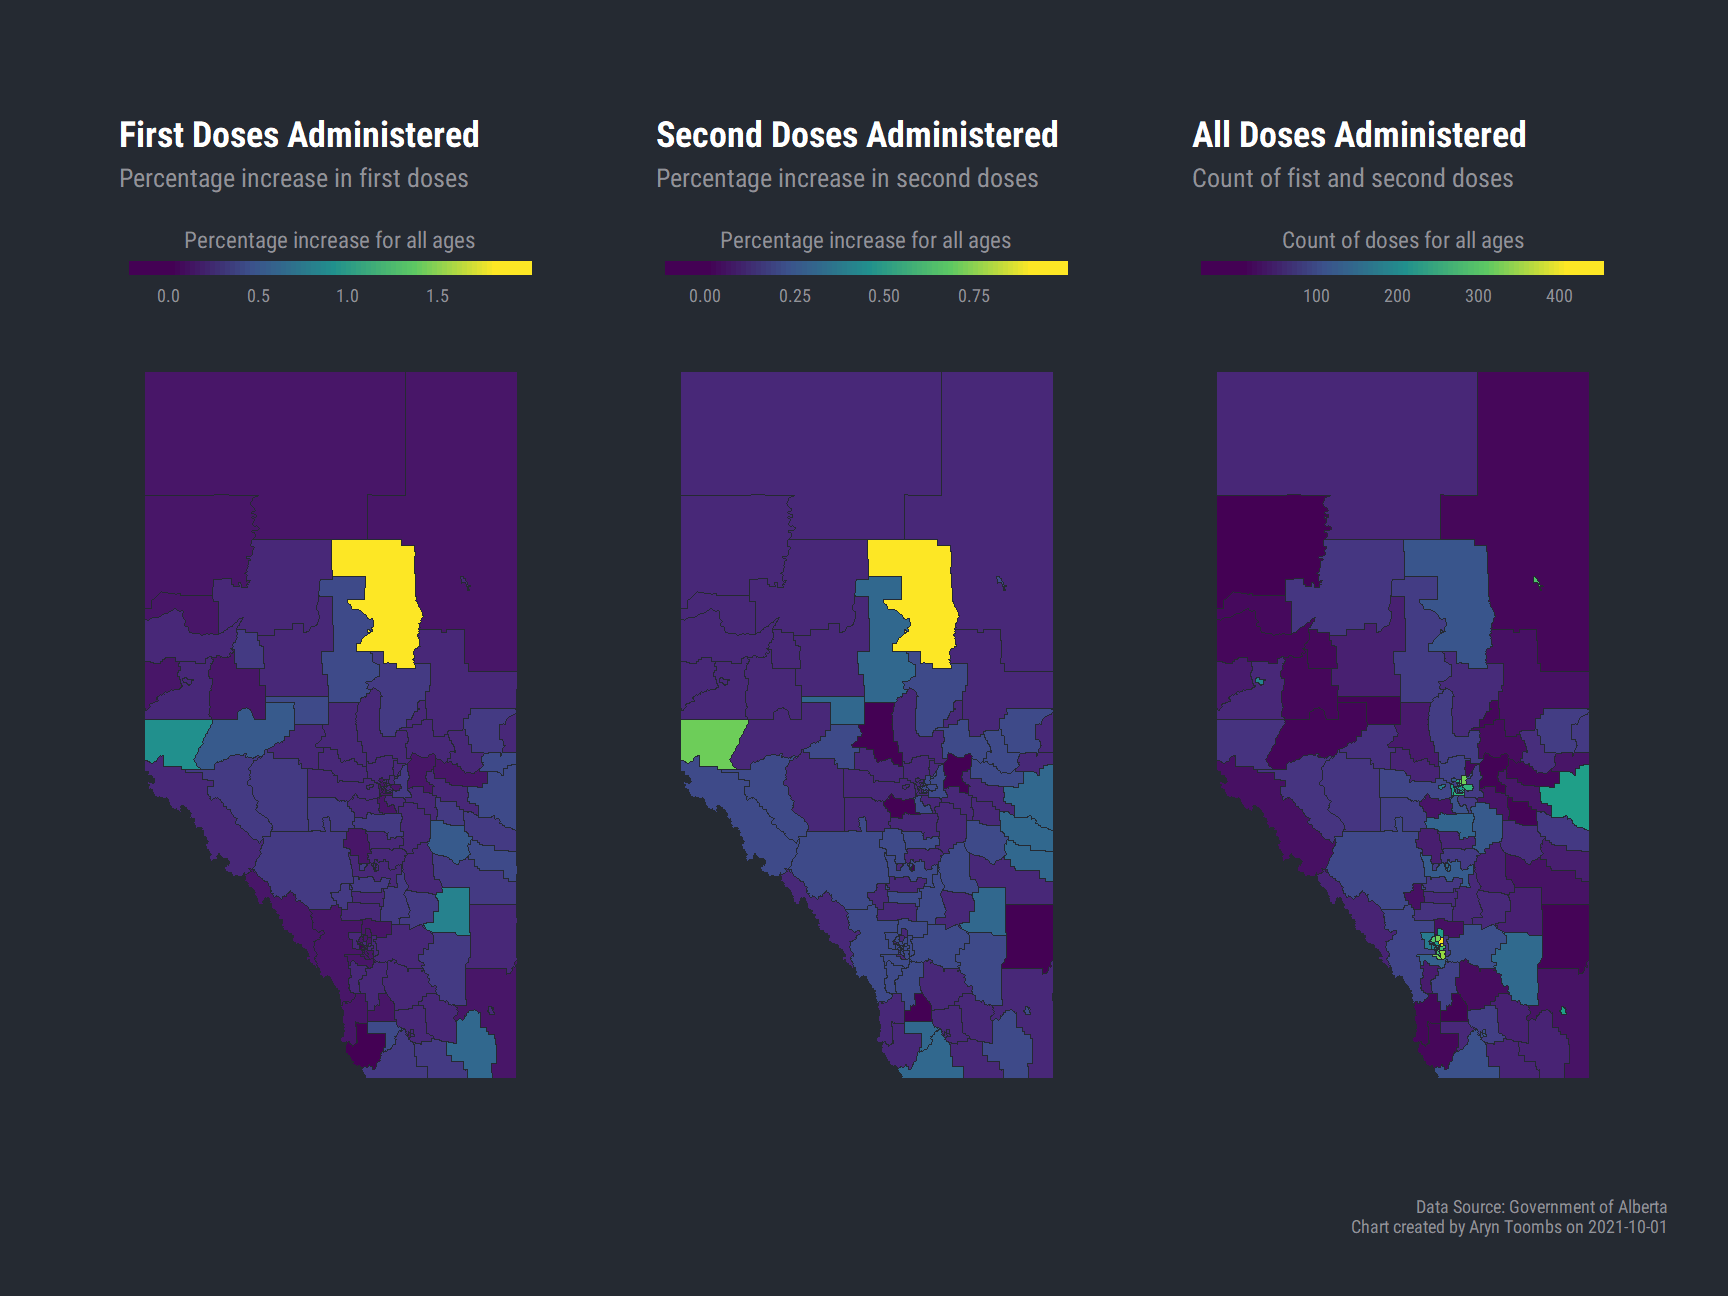 First Doses Administered
Percentage increase in first doses
Percentage increase for all ages
0.0 0.5 1.0 1.5
Second Doses Administered
Percentage increase in second doses
Percentage increase for all ages
0.00 0.25 0.50 0.75
All Doses Administered
Count of fist and second doses
Count of doses for all ages
100 200 300 400
Data Source: Government of Alberta
Chart created by Aryn Toombs on 2021-10-01